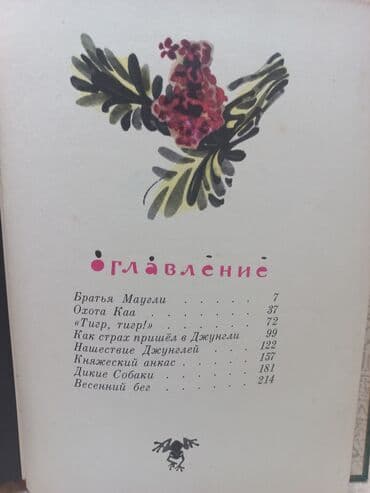 Оглавление
Братья Маугли . . . . . . . 7
Охота Каа . . . . . . . . 37
«Тигр, тигр!» . . . . . . . 72
Как страх пришёл в Джунгли . 99
Нашествие Джунглей . . . . 122
Княжеский анкас . . . . . . 157
Дикие Собаки . . . . . . . 181
Весенний бег . . . . . . . 214